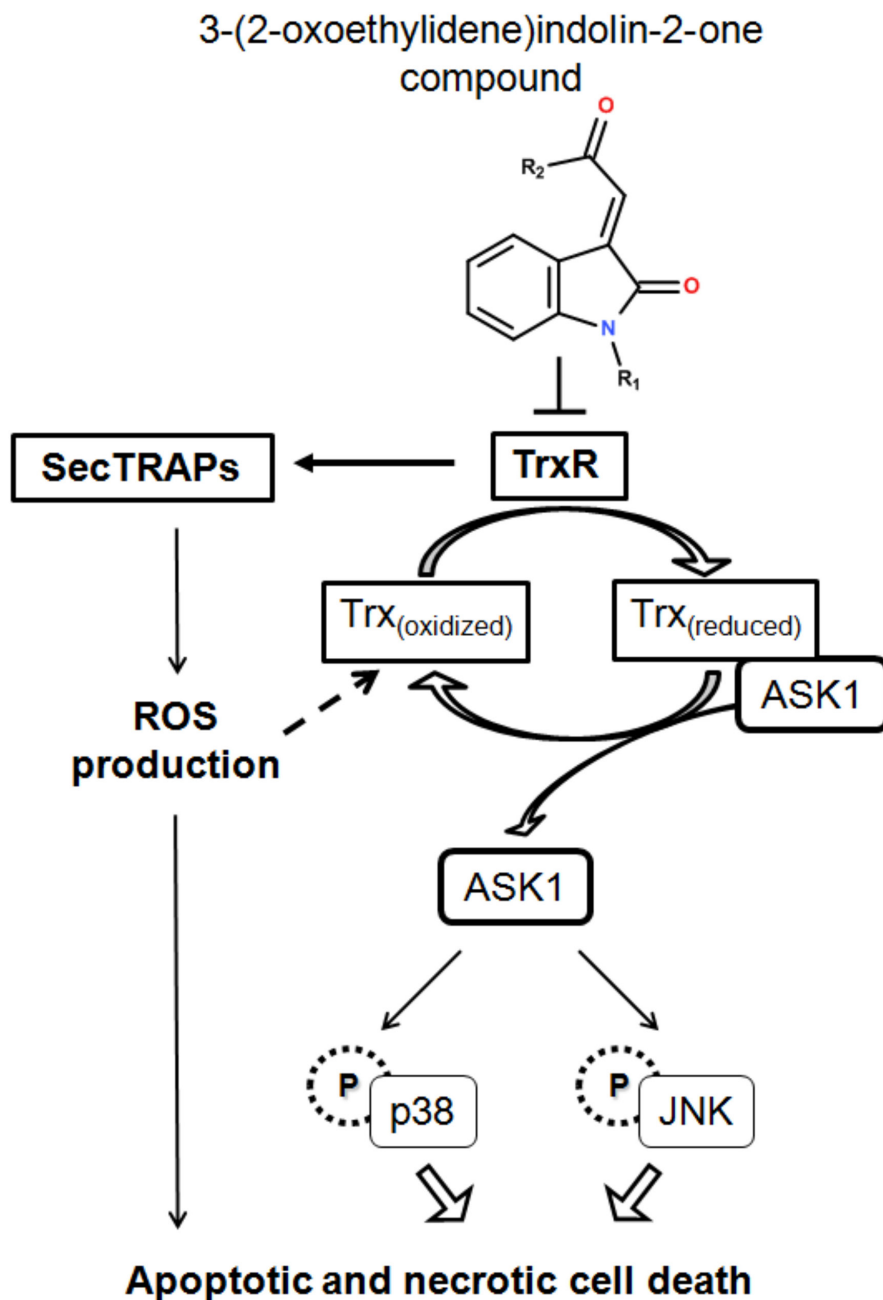 3-(2-oxoethylidene)indolin-2-one
compound
O
R2
O
N
R1
SecTRAPs
TrxR
Trx(oxidized)
Trx(reduced)
ASK1
ROS
production
ASK1
P
p38
P
JNK
Apoptotic and necrotic cell death